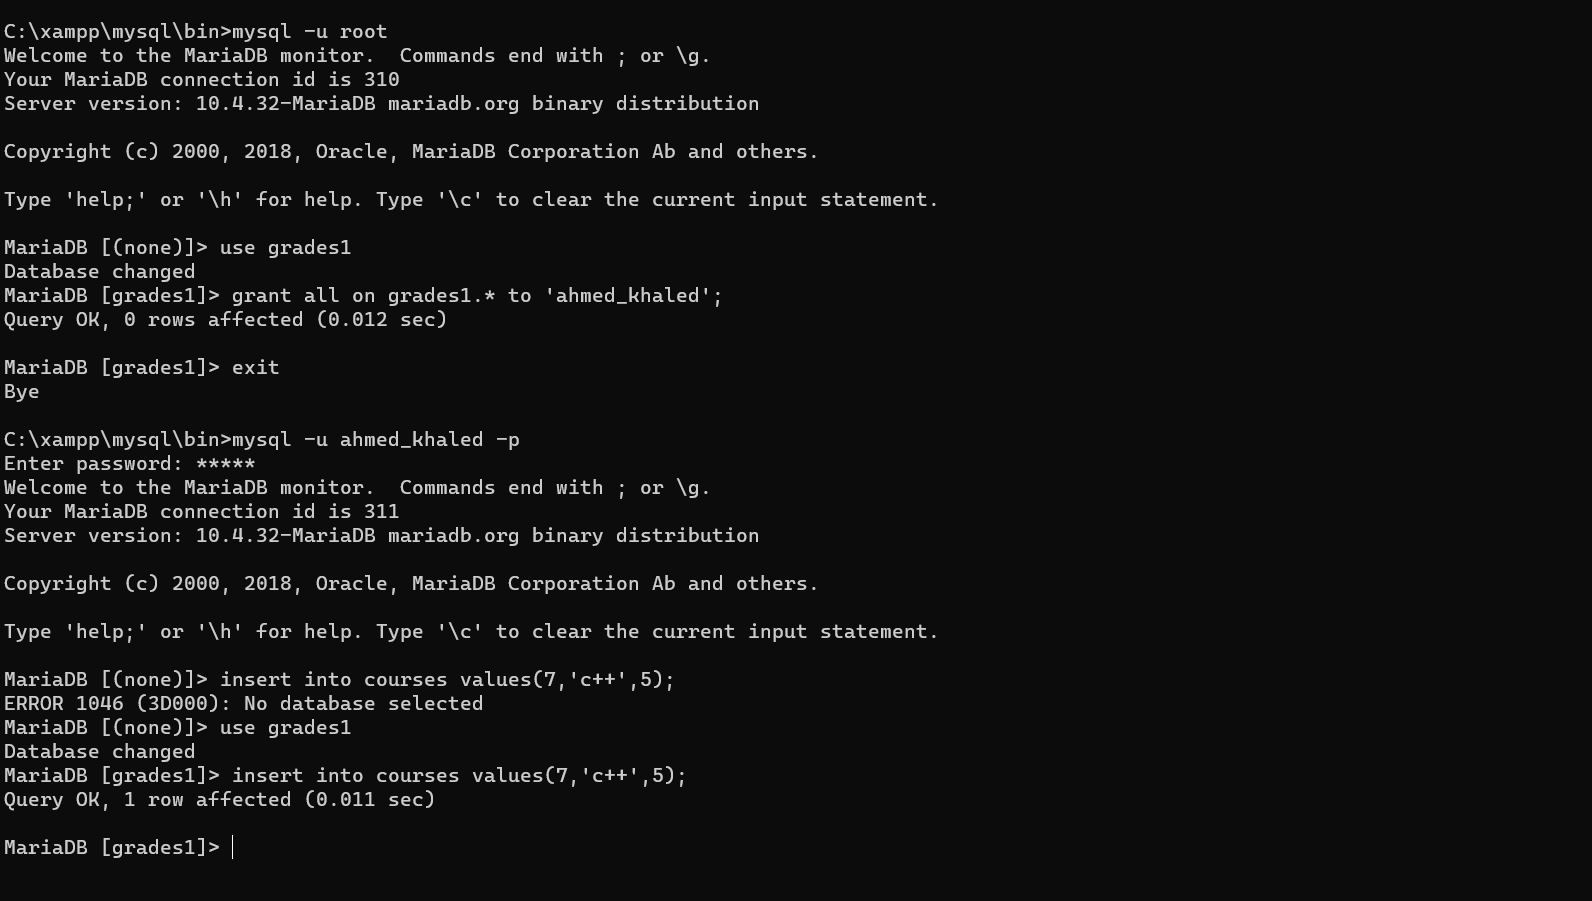 C:\xampp\mysql\bin>mysql -u root
Welcome to the MariaDB monitor.  Commands end with ; or \g.
Your MariaDB connection id is 310
Server version: 10.4.32-MariaDB mariadb.org binary distribution
Copyright (c) 2000, 2018, Oracle, MariaDB Corporation Ab and others.
Type 'help;' or '\h' for help. Type '\c' to clear the current input statement.
MariaDB [(none)]> use grades1
Database changed
MariaDB [grades1]> grant all on grades1.* to 'ahmed_khaled';
Query OK, 0 rows affected (0.012 sec)
MariaDB [grades1]> exit
Bye
C:\xampp\mysql\bin>mysql -u ahmed_khaled -p
Enter password: *****
Welcome to the MariaDB monitor.  Commands end with ; or \g.
Your MariaDB connection id is 311
Server version: 10.4.32-MariaDB mariadb.org binary distribution
Copyright (c) 2000, 2018, Oracle, MariaDB Corporation Ab and others.
Type 'help;' or '\h' for help. Type '\c' to clear the current input statement.
MariaDB [(none)]> insert into courses values(7,'c++',5);
ERROR 1046 (3D000): No database selected
MariaDB [(none)]> use grades1
Database changed
MariaDB [grades1]> insert into courses values(7,'c++',5);
Query OK, 1 row affected (0.011 sec)
MariaDB [grades1]>